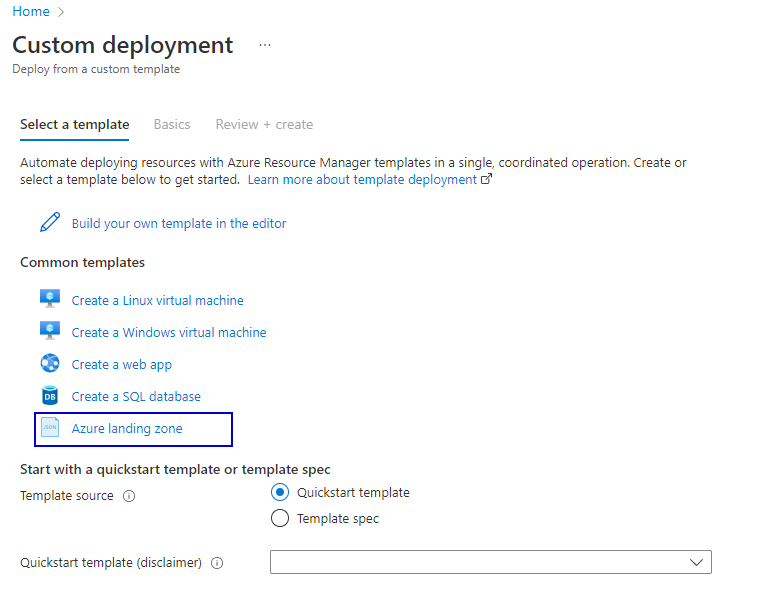 Home
Custom deployment ...
Deploy from a custom template
Select a template Basics Review + create
Automate deploying resources with Azure Resource Manager templates in a single, coordinated operation. Create or
select a template below to get started. Learn more about template deployment
Build your own template in the editor
Common templates
Create a Linux virtual machine
Create a Windows virtual machine
Create a web app
DB Create a SQL database
JSON Azure landing zone
Start with a quickstart template or template spec
Template source Quickstart template
Template spec
Quickstart template (disclaimer)